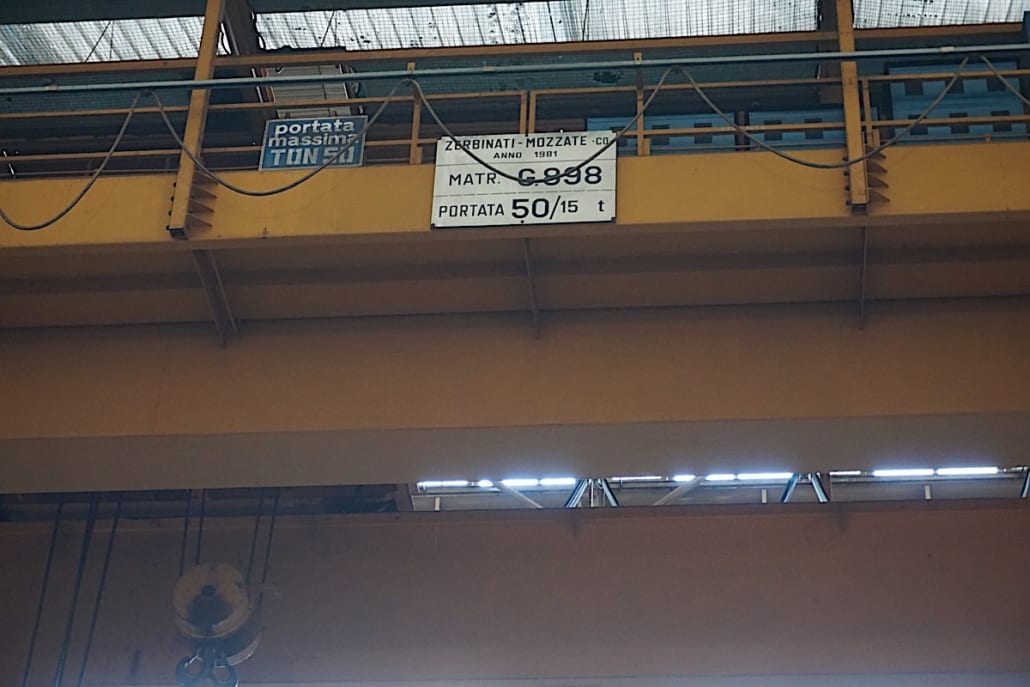 portata
massima
TON 50
ZERBINATI - MOZZATE - CO
ANNO 1981
MATR. G.898
PORTATA 50/15 t